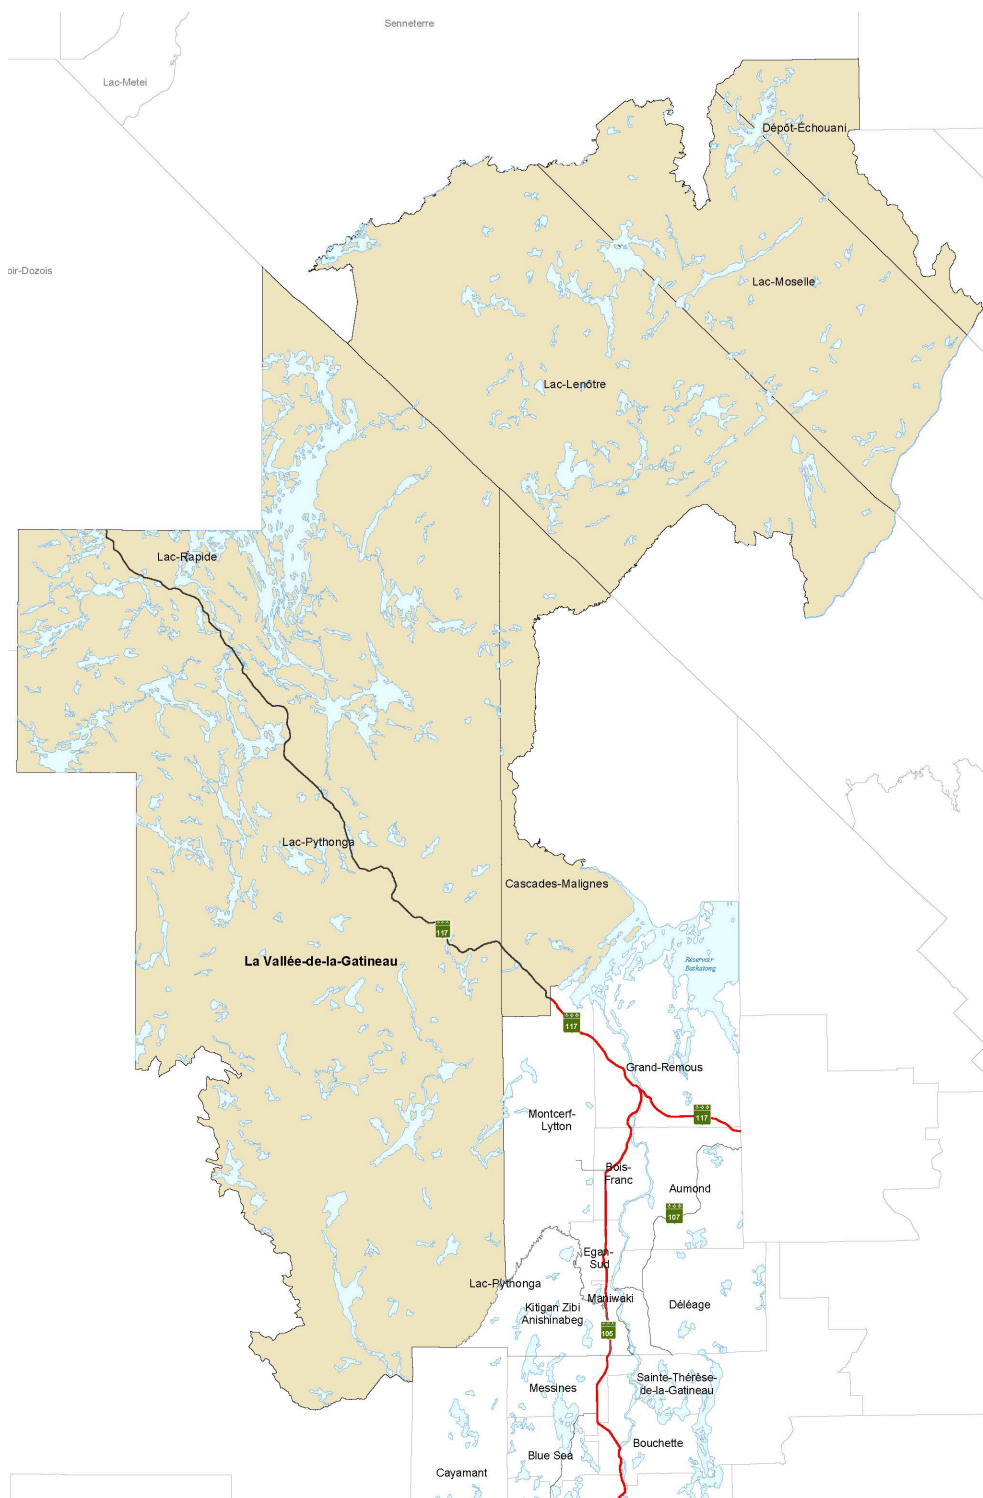 Senneterre
Lac-Metei
Dépôt-Échouani
oir-Dozois
Lac-Moselle
Lac-Lenôtre
Lac-Rapide
Lac-Pythonga
Cascades-Malignes
117
La Vallée-de-la-Gatineau
Réservoir
Baskatong
117
Grand-Remous
Montcerf-
Lytton
117
Bois-
Franc
Aumond
107
Egan-
Sud
Lac-Pythonga
Maniwaki
Kitigan Zibi
Anishinabeg
Déléage
105
Messines
Sainte-Thérèse-
de-la-Gatineau
Bouchette
Blue Sea
Cayamant